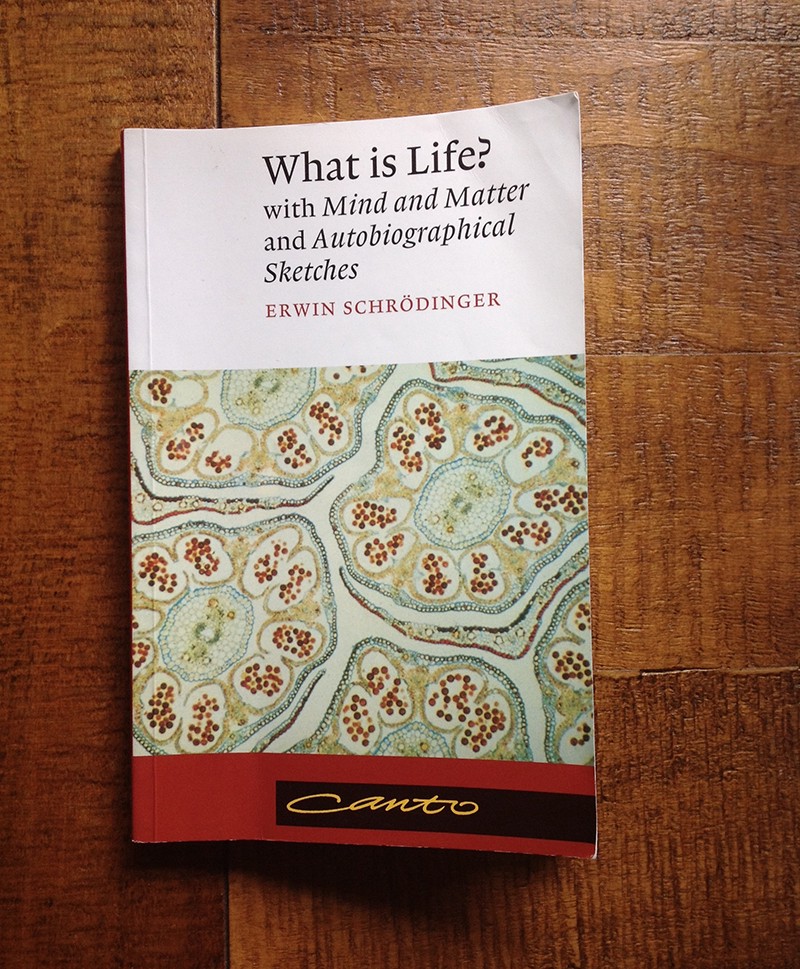 What is Life?
with Mind and Matter
and Autobiographical
Sketches
ERWIN SCHRÖDINGER
Canto